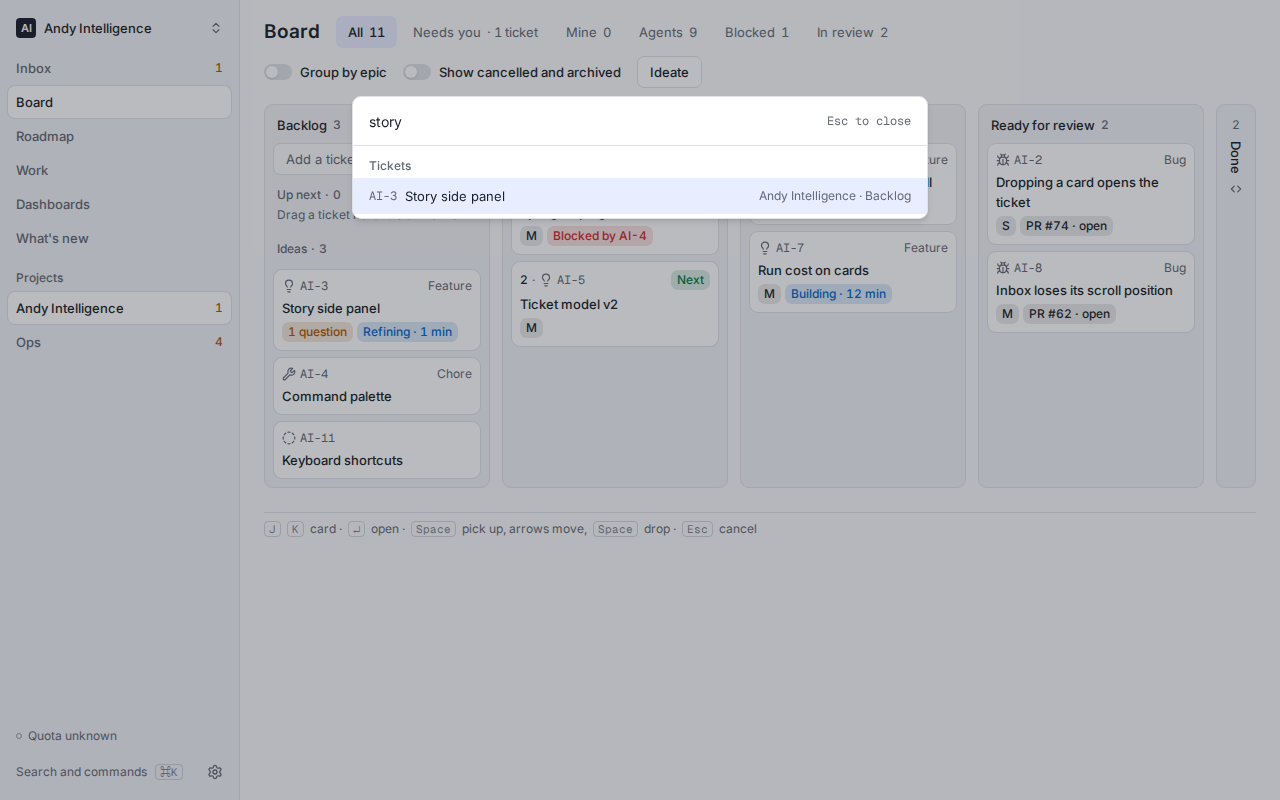 AI Andy Intelligence
Inbox 1
Board
Roadmap
Work
Dashboards
What's new
Projects
Andy Intelligence 1
Ops 4
Quota unknown
Search and commands ⌘K
Board All 11 Needs you · 1 ticket Mine 0 Agents 9 Blocked 1 In review 2
Group by epic Show cancelled and archived Ideate
story Esc to close
Tickets
AI-3 Story side panel Andy Intelligence · Backlog
Backlog 3
Add a ticke
Up next · 0
Drag a ticket
Ideas · 3
AI-3 Feature
Story side panel
1 question Refining · 1 min
AI-4 Chore
Command palette
AI-11
Keyboard shortcuts
M Blocked by AI-4
2 · AI-5 Next
Ticket model v2
M
AI-7 Feature
Run cost on cards
M Building · 12 min
Ready for review 2
AI-2 Bug
Dropping a card opens the
ticket
S PR #74 · open
AI-8 Bug
Inbox loses its scroll position
M PR #62 · open
2
Done
J K card · ↵ open · Space pick up, arrows move, Space drop · Esc cancel